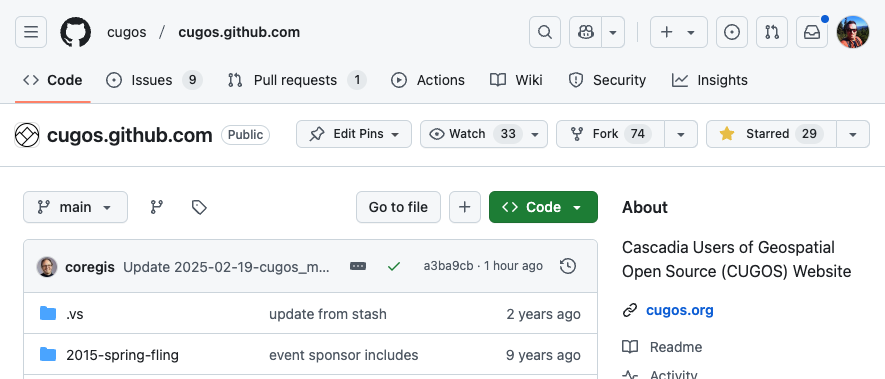 cugos / cugos.github.com
Code Issues 9 Pull requests 1 Actions Wiki Security Insights
cugos.github.com Public Edit Pins Watch 33 Fork 74 Starred 29
main Go to file Code
coregis Update 2025-02-19-cugos_m... a3ba9cb · 1 hour ago
.vs update from stash 2 years ago
2015-spring-fling event sponsor includes 9 years ago
About
Cascadia Users of Geospatial
Open Source (CUGOS) Website
cugos.org
Readme
Activity